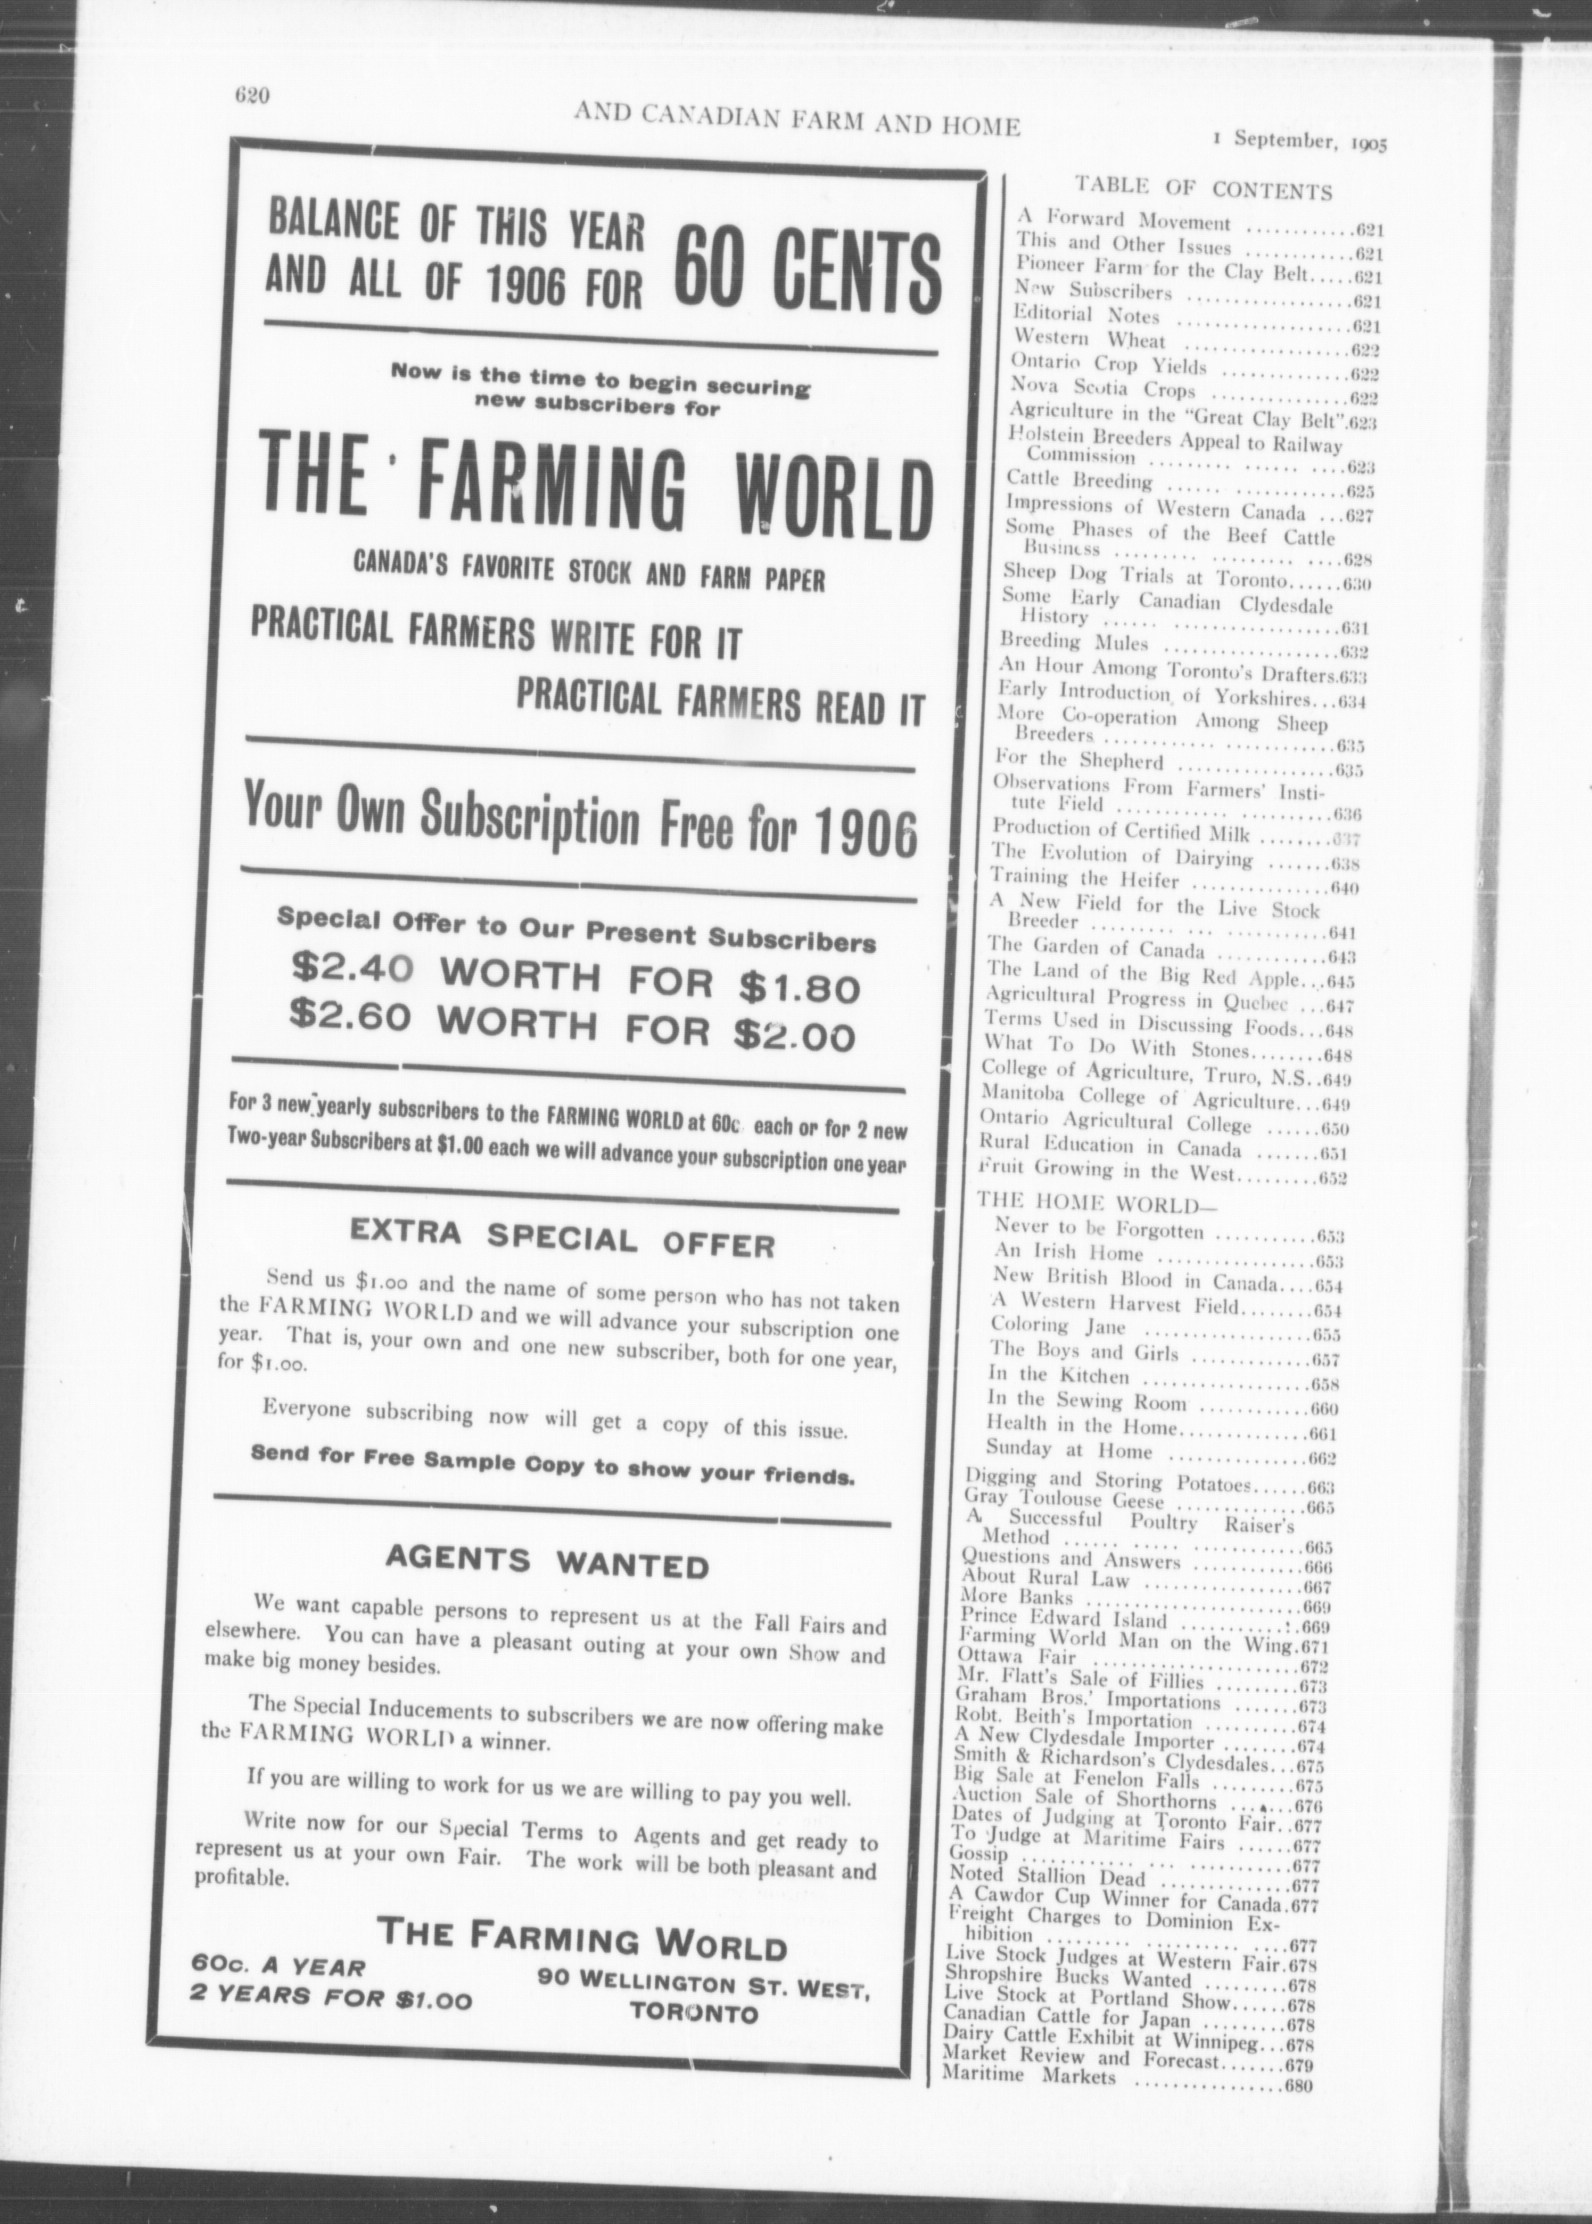 620
AND CANADIAN FARM AND HOME
1 September, 1905
BALANCE OF THIS YEAR
AND ALL OF 1906 FOR
60 CENTS
Now is the time to begin securing
new subscribers for
THE FARMING WORLD
CANADA'S FAVORITE STOCK AND FARM PAPER
PRACTICAL FARMERS WRITE FOR IT
PRACTICAL FARMERS READ IT
Your Own Subscription Free for 1906
Special Offer to Our Present Subscribers
$2.40 WORTH FOR $1.80
$2.60 WORTH FOR $2.00
For 3 new yearly subscribers to the FARMING WORLD at 60c each or for 2 new
Two-year Subscribers at $1.00 each we will advance your subscription one year
EXTRA SPECIAL OFFER
Send us $1.00 and the name of some person who has not taken
the FARMING WORLD and we will advance your subscription one
year. That is, your own and one new subscriber, both for one year,
for $1.00.
Everyone subscribing now will get a copy of this issue.
Send for Free Sample Copy to show your friends.
AGENTS WANTED
We want capable persons to represent us at the Fall Fairs and
elsewhere. You can have a pleasant outing at your own Show and
make big money besides.
The Special Inducements to subscribers we are now offering make
the FARMING WORLD a winner.
If you are willing to work for us we are willing to pay you well.
Write now for our Special Terms to Agents and get ready to
represent us at your own Fair. The work will be both pleasant and
profitable.
THE FARMING WORLD
60c. A YEAR
2 YEARS FOR $1.00
90 WELLINGTON ST. WEST,
TORONTO
TABLE OF CONTENTS
A Forward Movement ............621
This and Other Issues ............621
Pioneer Farm for the Clay Belt.....621
New Subscribers .................621
Editorial Notes ..................621
Western Wheat .................622
Ontario Crop Yields ..............622
Nova Scotia Crops ...............622
Agriculture in the "Great Clay Belt".623
Holstein Breeders Appeal to Railway
Commission ......... ...... ....623
Cattle Breeding ...... ...........625
Impressions of Western Canada ...627
Some Phases of the Beef Cattle
Business ......... ......... ....628
Sheep Dog Trials at Toronto......630
Some Early Canadian Clydesdale
History ...... .................631
Breeding Mules ..................632
An Hour Among Toronto's Drafters.633
Early Introduction of Yorkshires...634
More Co-operation Among Sheep
Breeders ............ ...........635
For the Shepherd ................635
Observations From Farmers' Insti-
tute Field ........... .........636
Production of Certified Milk ........637
The Evolution of Dairying .......638
Training the Heifer ..............640
A New Field for the Live Stock
Breeder ......... ... ..........641
The Garden of Canada ...........643
The Land of the Big Red Apple...645
Agricultural Progress in Quebec ...647
Terms Used in Discussing Foods...648
What To Do With Stones........648
College of Agriculture, Truro, N.S..649
Manitoba College of Agriculture...649
Ontario Agricultural College ......650
Rural Education in Canada .......651
Fruit Growing in the West.........652
THE HOME WORLD—
Never to be Forgotten ...........653
An Irish Home ................653
New British Blood in Canada....654
A Western Harvest Field........654
Coloring Jane .................655
The Boys and Girls .............657
In the Kitchen .................658
In the Sewing Room ............660
Health in the Home.............661
Sunday at Home ...............662
Digging and Storing Potatoes......663
Gray Toulouse Geese .............665
A Successful Poultry Raiser's
Method ...... ..... ............665
Questions and Answers ...........666
About Rural Law ................667
More Banks ......................669
Prince Edward Island ............669
Farming World Man on the Wing.671
Ottawa Fair .....................672
Mr. Flatt's Sale of Fillies .........673
Graham Bros.' Importations .......673
Robt. Beith's Importation ..........674
A New Clydesdale Importer ........674
Smith & Richardson's Clydesdales...675
Big Sale at Fenelon Falls .........675
Auction Sale of Shorthorns .......676
Dates of Judging at Toronto Fair..677
To Judge at Maritime Fairs ......677
Gossip ............ ... ...........677
Noted Stallion Dead ..............677
A Cawdor Cup Winner for Canada.677
Freight Charges to Dominion Ex-
hibition ......... .......... ....677
Live Stock Judges at Western Fair.678
Shropshire Bucks Wanted .........678
Live Stock at Portland Show......678
Canadian Cattle for Japan .........678
Dairy Cattle Exhibit at Winnipeg...678
Market Review and Forecast.......679
Maritime Markets ................680